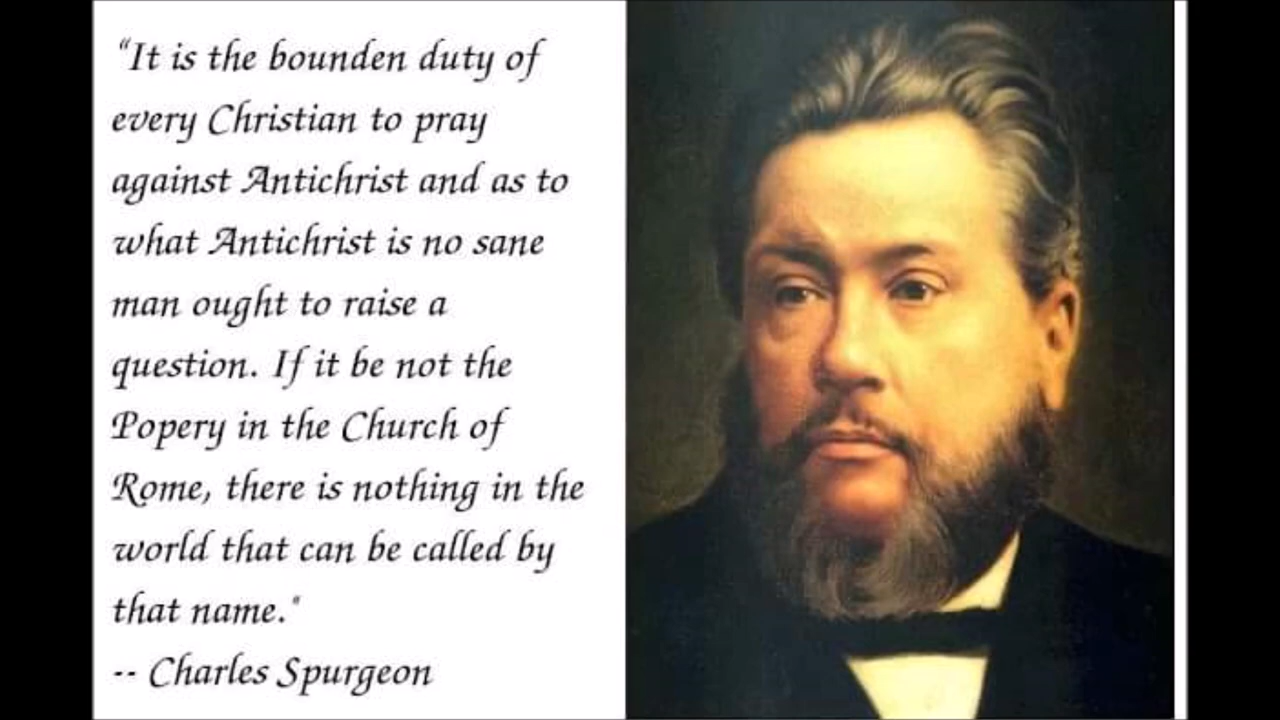 “It is the bounden duty of
every Christian to pray
against Antichrist and as to
what Antichrist is no sane
man ought to raise a
question. If it be not the
Popery in the Church of
Rome, there is nothing in the
world that can be called by
that name."
-- Charles Spurgeon